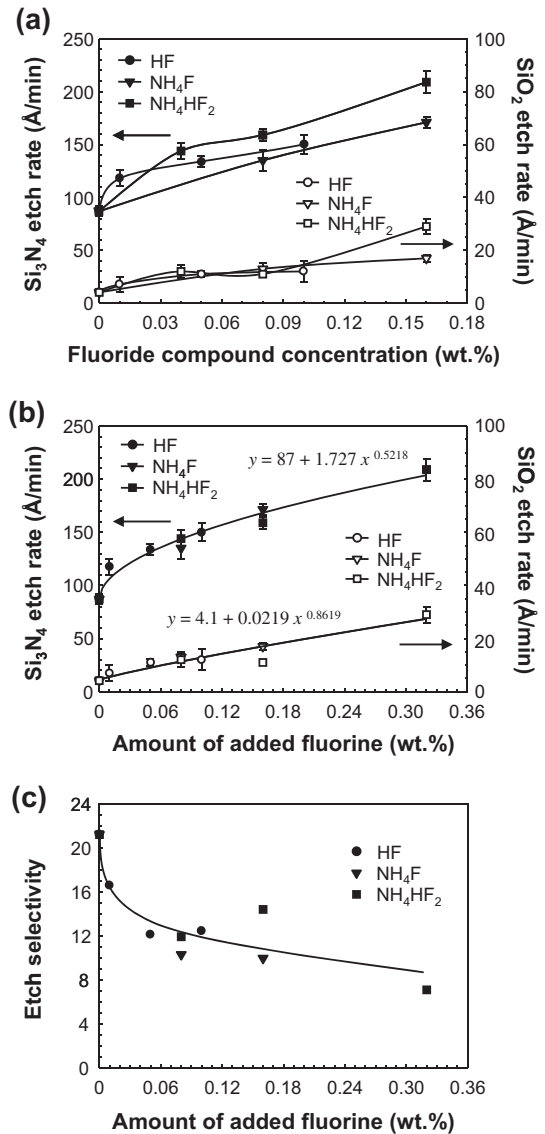 (a)
250
200
150
100
50
0
Si₃N₄ etch rate (Å/min)
HF
NH₄F
NH₄HF₂
HF
NH₄F
NH₄HF₂
100
80
60
40
20
0
SiO₂ etch rate (Å/min)
0 0.03 0.06 0.09 0.12 0.15 0.18
Fluoride compound concentration (wt.%)
(b)
250
200
150
100
50
0
Si₃N₄ etch rate (Å/min)
HF
NH₄F
NH₄HF₂
y = 87 + 1.727 x^0.5218
HF
NH₄F
NH₄HF₂
y = 4.1 + 0.0219 x^0.8619
100
80
60
40
20
0
SiO₂ etch rate (Å/min)
0 0.06 0.12 0.18 0.24 0.30 0.36
Amount of added fluorine (wt.%)
(c)
24
20
16
12
8
4
0
Etch selectivity
HF
NH₄F
NH₄HF₂
0 0.06 0.12 0.18 0.24 0.30 0.36
Amount of added fluorine (wt.%)